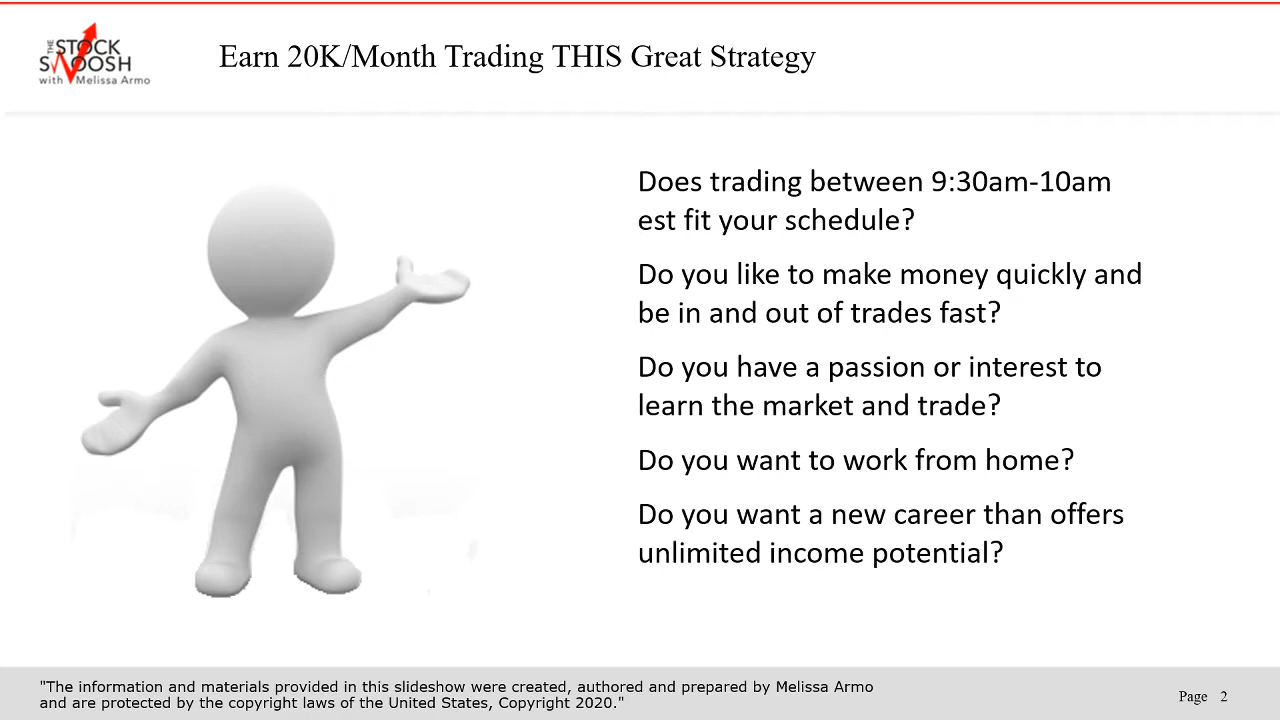 THE STOCK
SWOOSH
with Melissa Armo
Earn 20K/Month Trading THIS Great Strategy
Does trading between 9:30am-10am
est fit your schedule?
Do you like to make money quickly and
be in and out of trades fast?
Do you have a passion or interest to
learn the market and trade?
Do you want to work from home?
Do you want a new career than offers
unlimited income potential?
"The information and materials provided in this slideshow were created, authored and prepared by Melissa Armo
and are protected by the copyright laws of the United States, Copyright 2020."
Page 2